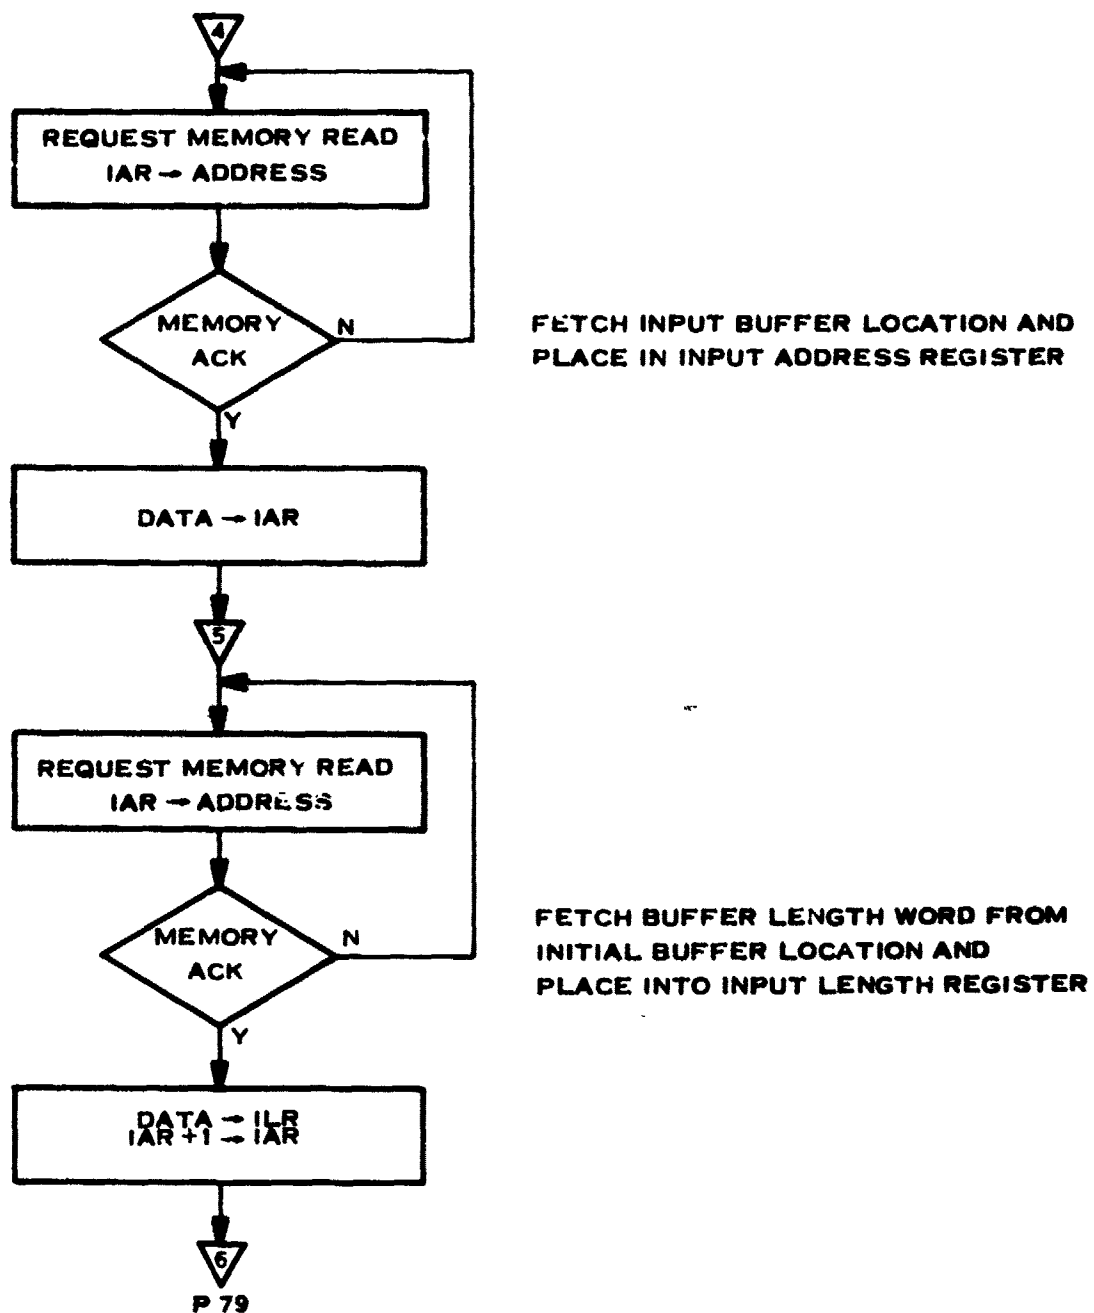 4
REQUEST MEMORY READ
IAR → ADDRESS
MEMORY
ACK
N
Y
FETCH INPUT BUFFER LOCATION AND
PLACE IN INPUT ADDRESS REGISTER
DATA → IAR
5
REQUEST MEMORY READ
IAR → ADDRESS
MEMORY
ACK
N
Y
FETCH BUFFER LENGTH WORD FROM
INITIAL BUFFER LOCATION AND
PLACE INTO INPUT LENGTH REGISTER
DATA → ILR
IAR +1 → IAR
6
P 79